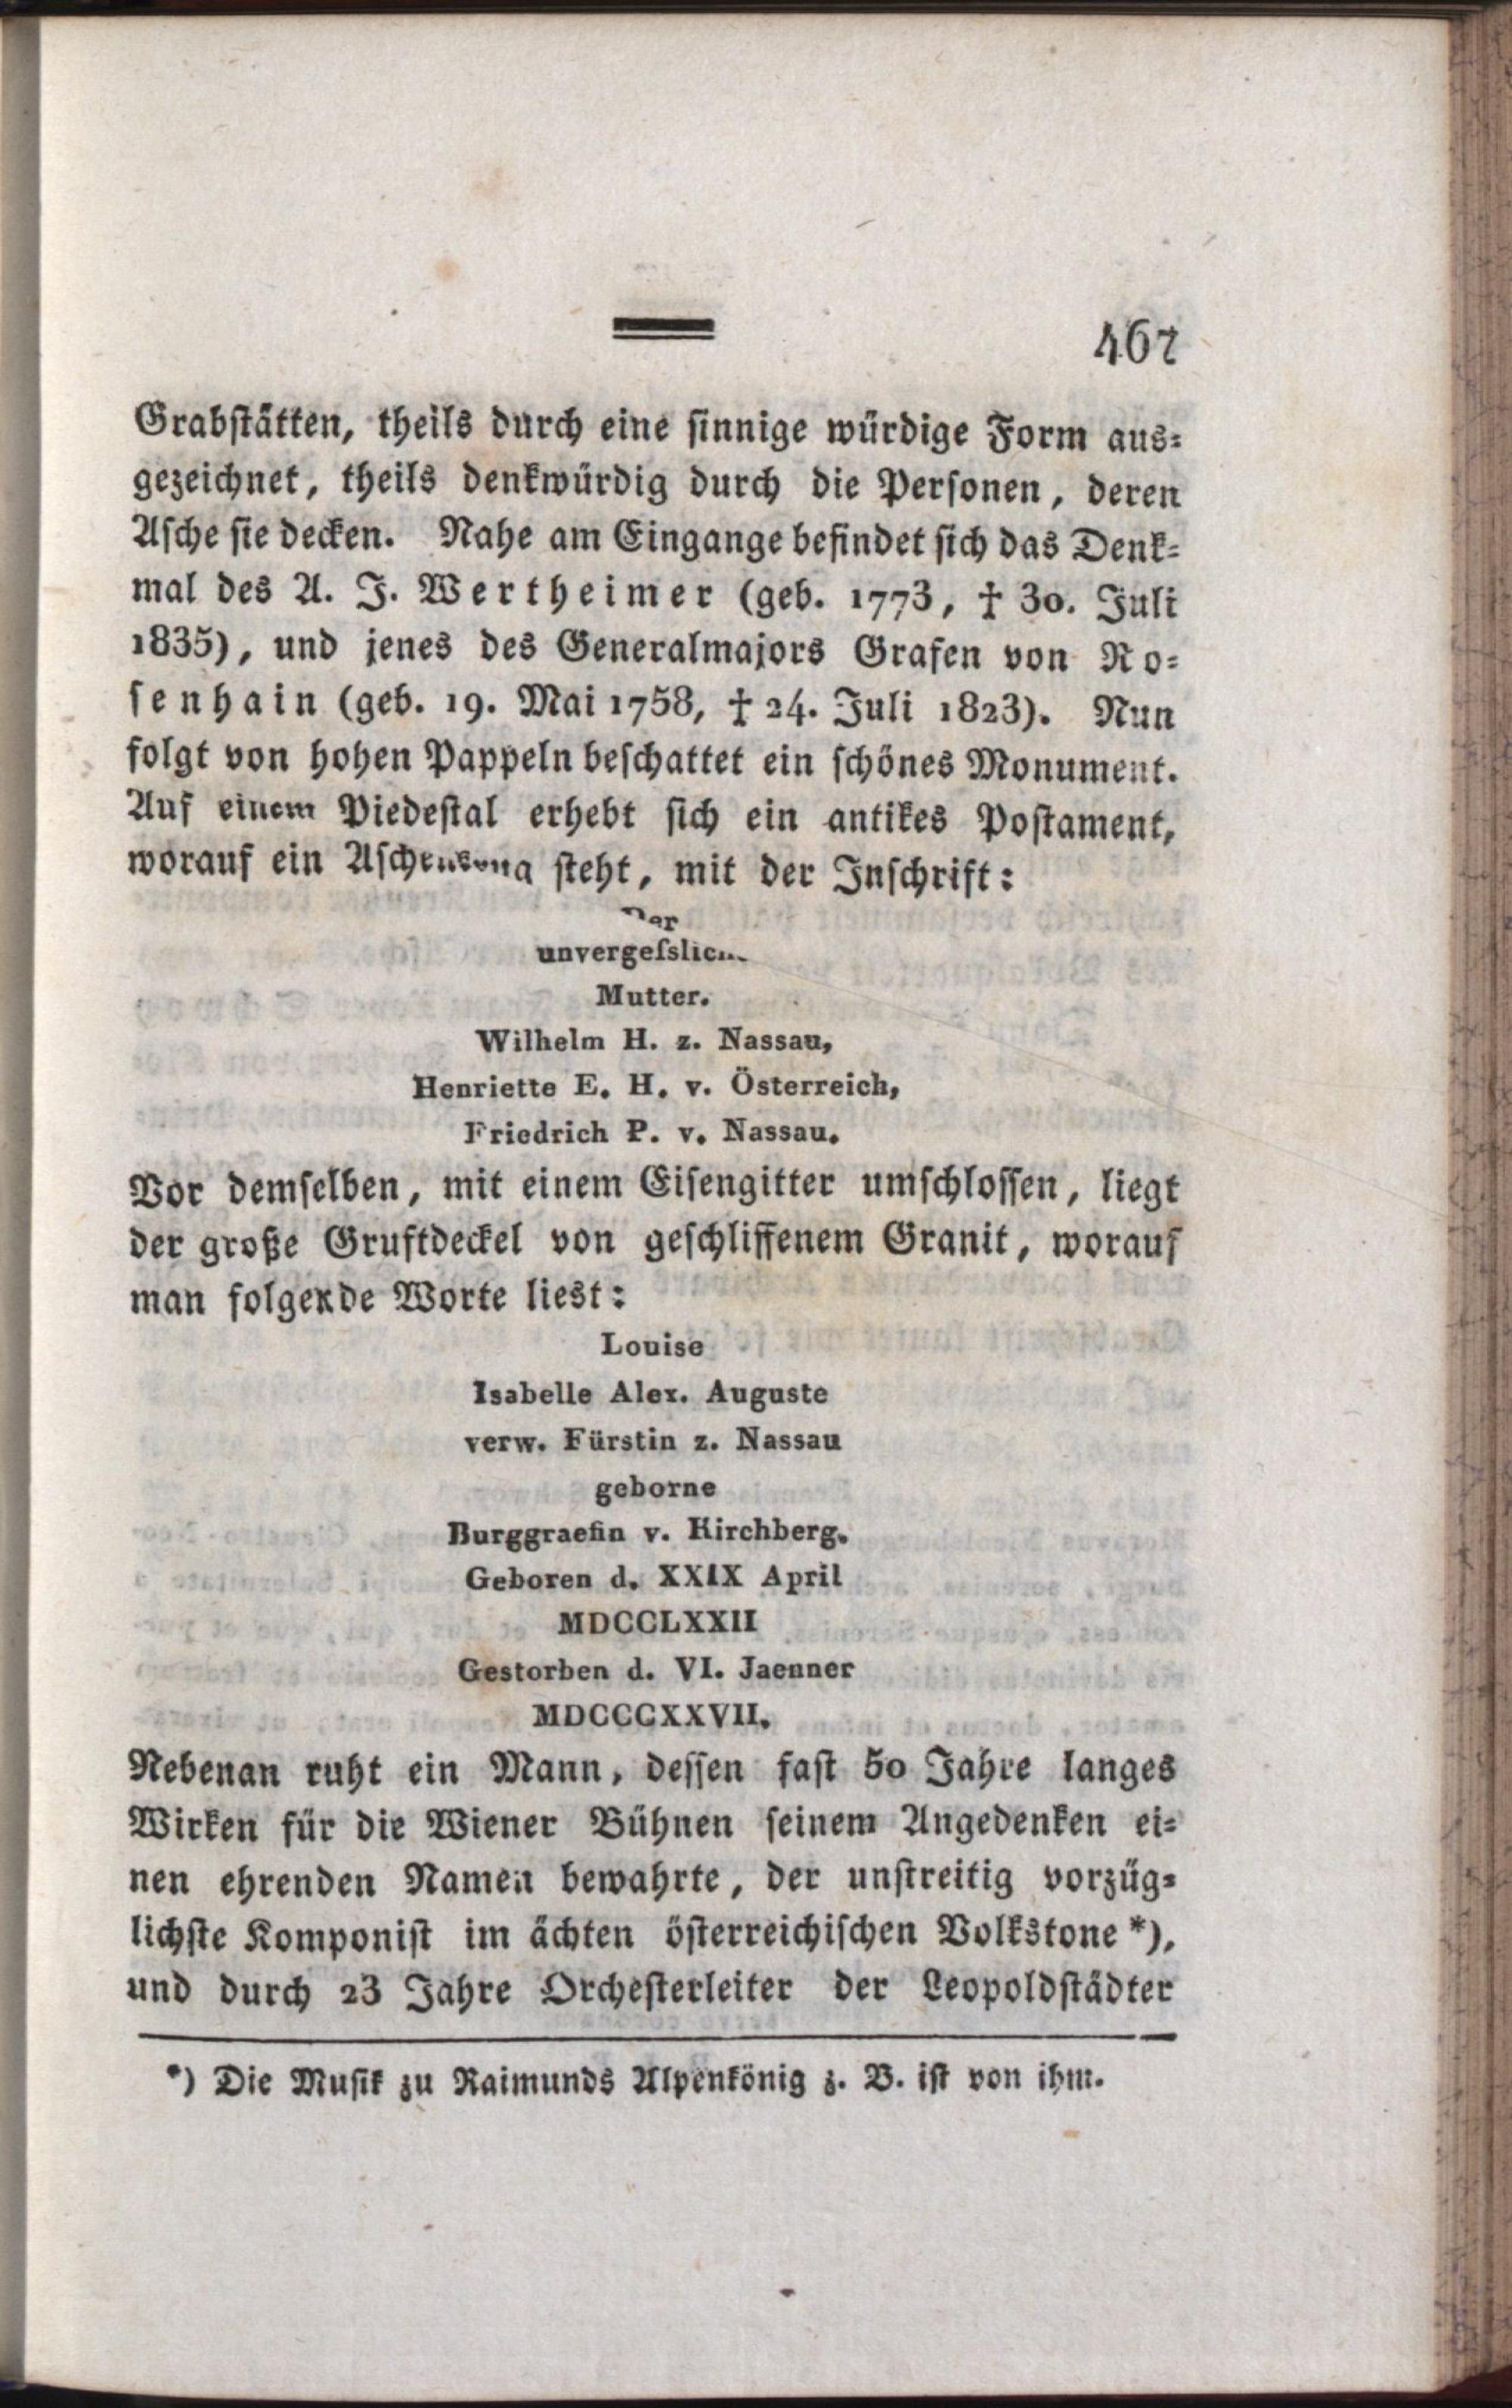 467
Grabstätten, theils durch eine sinnige würdige Form aus-
gezeichnet, theils denkwürdig durch die Personen, deren
Asche sie decken. Nahe am Eingange befindet sich das Denk-
mal des A. J. Wertheimer (geb. 1773, † 30. Juli
1835), und jenes des Generalmajors Grafen von Ro-
senhain (geb. 19. Mai 1758, † 24. Juli 1823). Nun
folgt von hohen Pappeln beschattet ein schönes Monument.
Auf einem Piedestal erhebt sich ein antikes Postament,
worauf ein steht, mit der Inschrift:
Der
Mutter.
Wilhelm H. z. Nassau,
Henriette E. H. v. Österreich,
Friedrich P. v. Nassau.
Vor demselben, mit einem Eisengitter umschlossen, liegt
der große Gruftdeckel von geschliffenem Granit, worauf
man folgende Worte liest:
Louise
Isabelle Alex. Auguste
verw. Fürstin z. Nassau
geborne
Burggraefin v. Kirchberg.
Geboren d. XXIX April
MDCCLXXII
Gestorben d. VI. Jaenner
MDCCCXXVII.
Nebenan ruht ein Mann, dessen fast 50 Jahre langes
Wirken für die Wiener Bühnen seinem Angedenken ei-
nen ehrenden Namen bewahrte, der unstreitig vorzüg-
lichste Komponist im ächten österreichischen Volkstone *),
und durch 23 Jahre Orchesterleiter der Leopoldstädter
*) Die Musik zu Raimunds Alpenkönig z. B. ist von ihm.